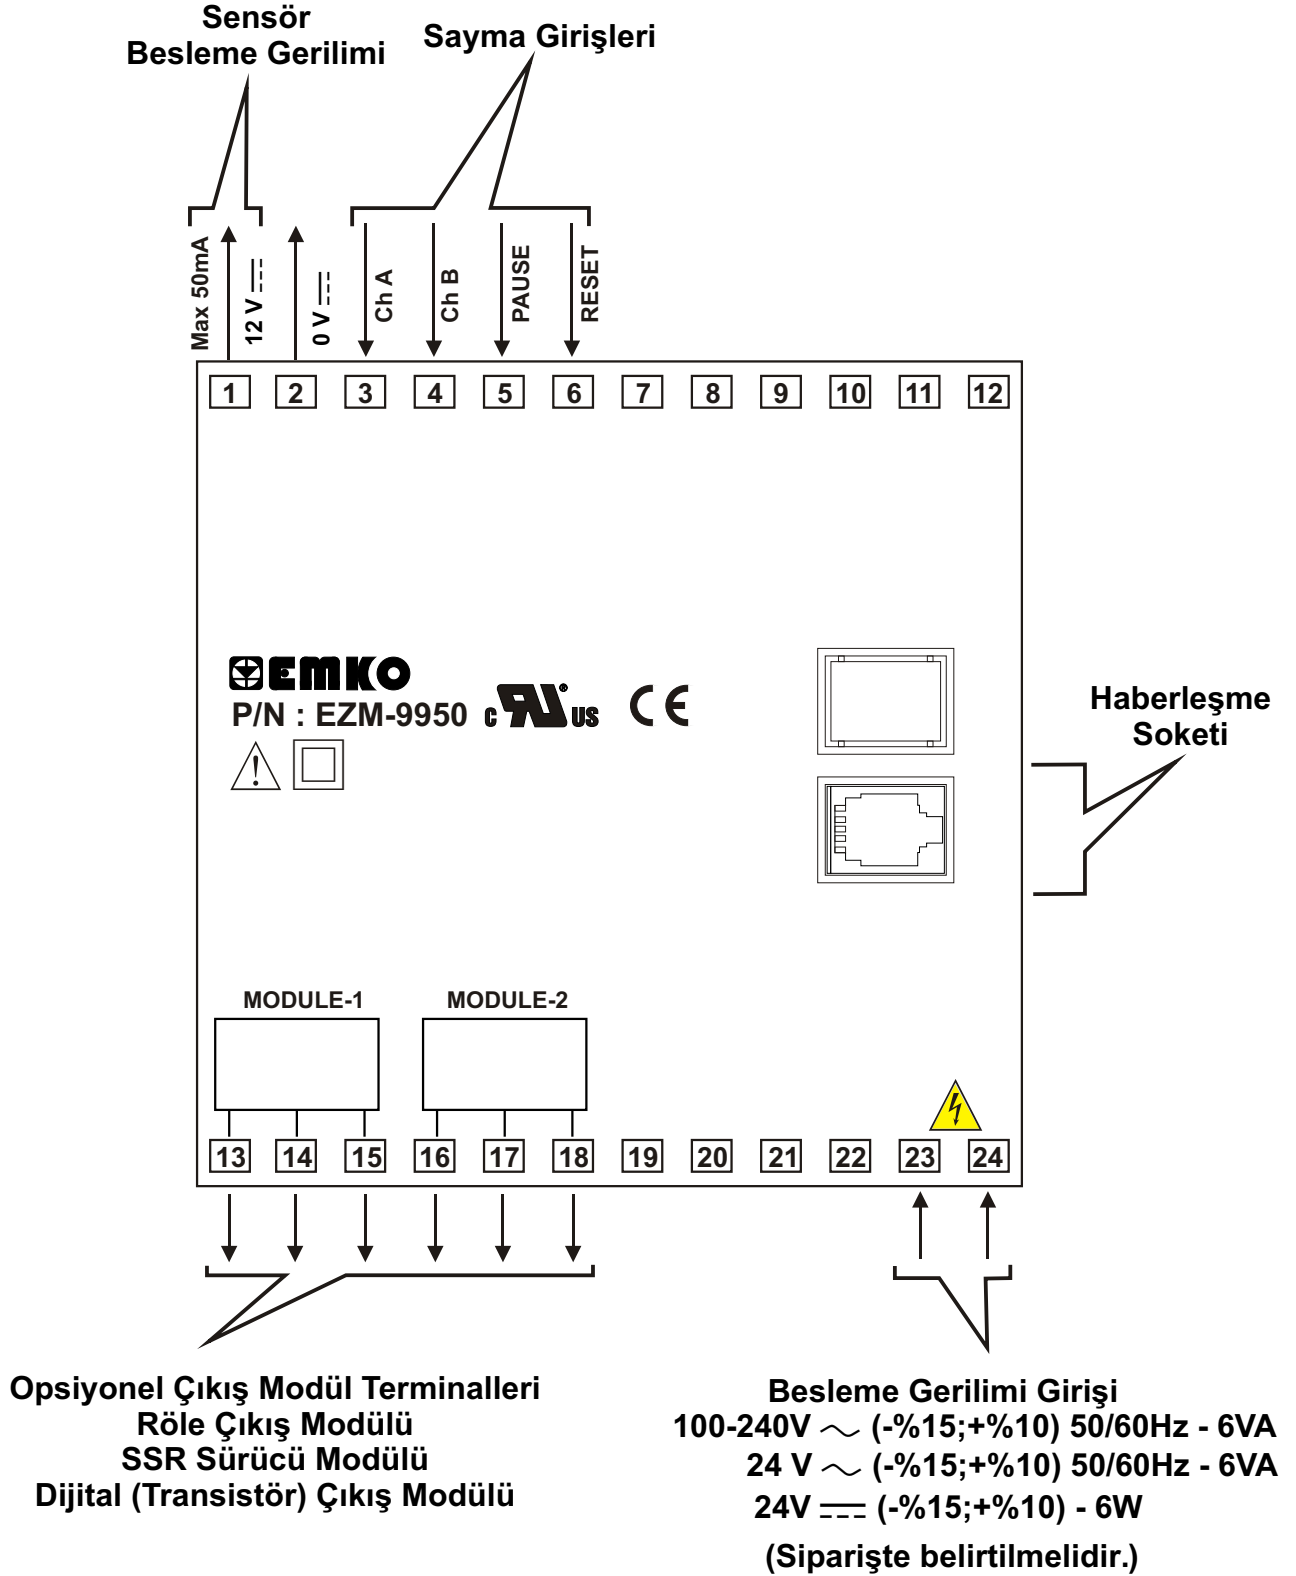 Sensör
Besleme Gerilimi
Sayma Girişleri
Max 50mA
12 V
0 V
Ch A
Ch B
PAUSE
RESET
1 2 3 4 5 6 7 8 9 10 11 12
EMKO
P/N : EZM-9950 c RU ® US CE
Haberleşme
Soketi
MODULE-1 MODULE-2
13 14 15 16 17 18 19 20 21 22 23 24
Opsiyonel Çıkış Modül Terminalleri
Röle Çıkış Modülü
SSR Sürücü Modülü
Dijital (Transistör) Çıkış Modülü
Besleme Gerilimi Girişi
100-240V ~ (-%15;+%10) 50/60Hz - 6VA
24 V ~ (-%15;+%10) 50/60Hz - 6VA
24V ⎓ (-%15;+%10) - 6W
(Siparişte belirtilmelidir.)